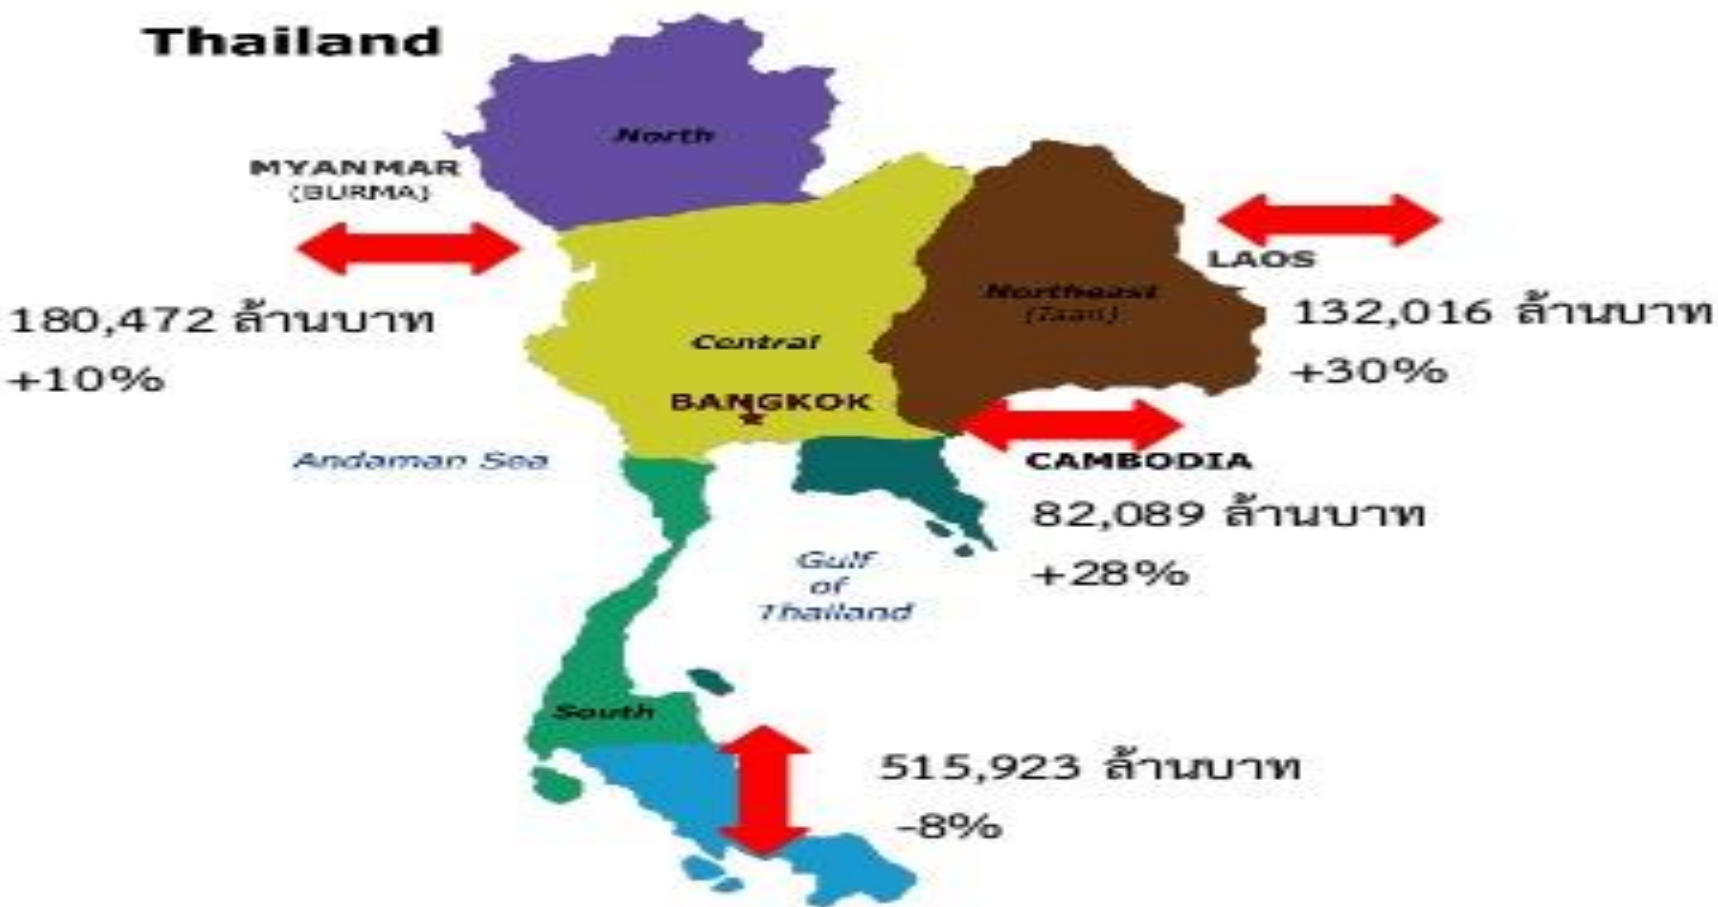 Thailand
North
MYANMAR
(BURMA)
180,472 ล้านบาท
+10%
LAOS
132,016 ล้านบาท
+30%
Northeast
(Isan)
Central
BANGKOK
Andaman Sea
CAMBODIA
82,089 ล้านบาท
+28%
Gulf
of
Thailand
South
515,923 ล้านบาท
-8%